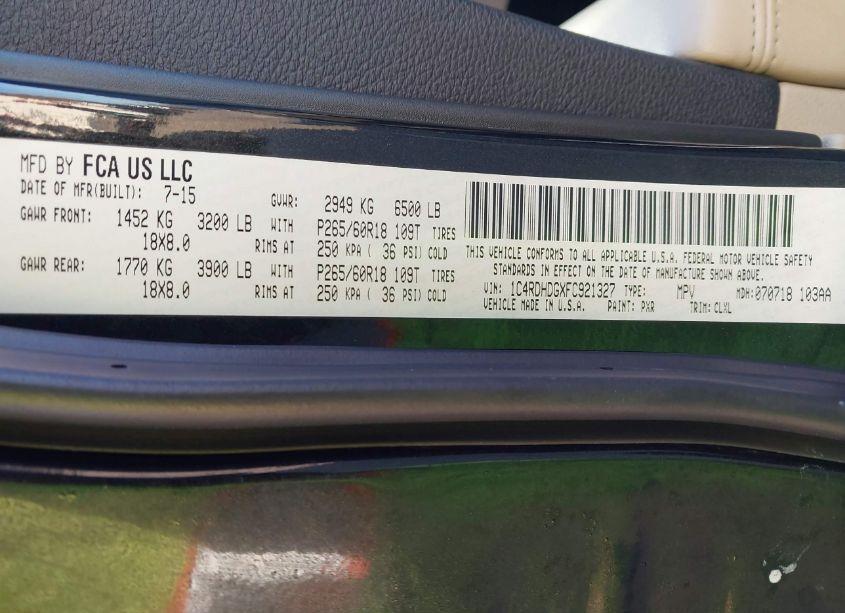 MFD BY FCA US LLC
DATE OF MFR(BUILT): 7-15 GVWR: 2949 KG 6500 LB
GAWR FRONT: 1452 KG 3200 LB WITH P265/60R18 109T TIRES
18X8.0 RIMS AT 250 KPA ( 36 PSI) COLD
GAWR REAR: 1770 KG 3900 LB WITH P265/60R18 109T TIRES
18X8.0 RIMS AT 250 KPA ( 36 PSI) COLD
THIS VEHICLE CONFORMS TO ALL APPLICABLE U.S.A. FEDERAL MOTOR VEHICLE SAFETY
STANDARDS IN EFFECT ON THE DATE OF MANUFACTURE SHOWN ABOVE.
VIN: 1C4RDHDGXFC921327 TYPE: MPV MDH:070718 103AA
VEHICLE MADE IN U.S.A. PAINT: PXR TRIM: CLXL